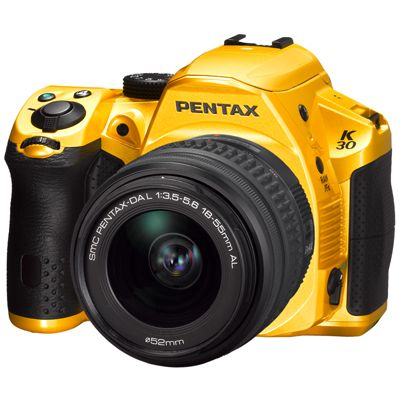 PENTAX
K
30
SMC PENTAX-DAL 1:3.5-5.6 18-55mm AL
ø52mm